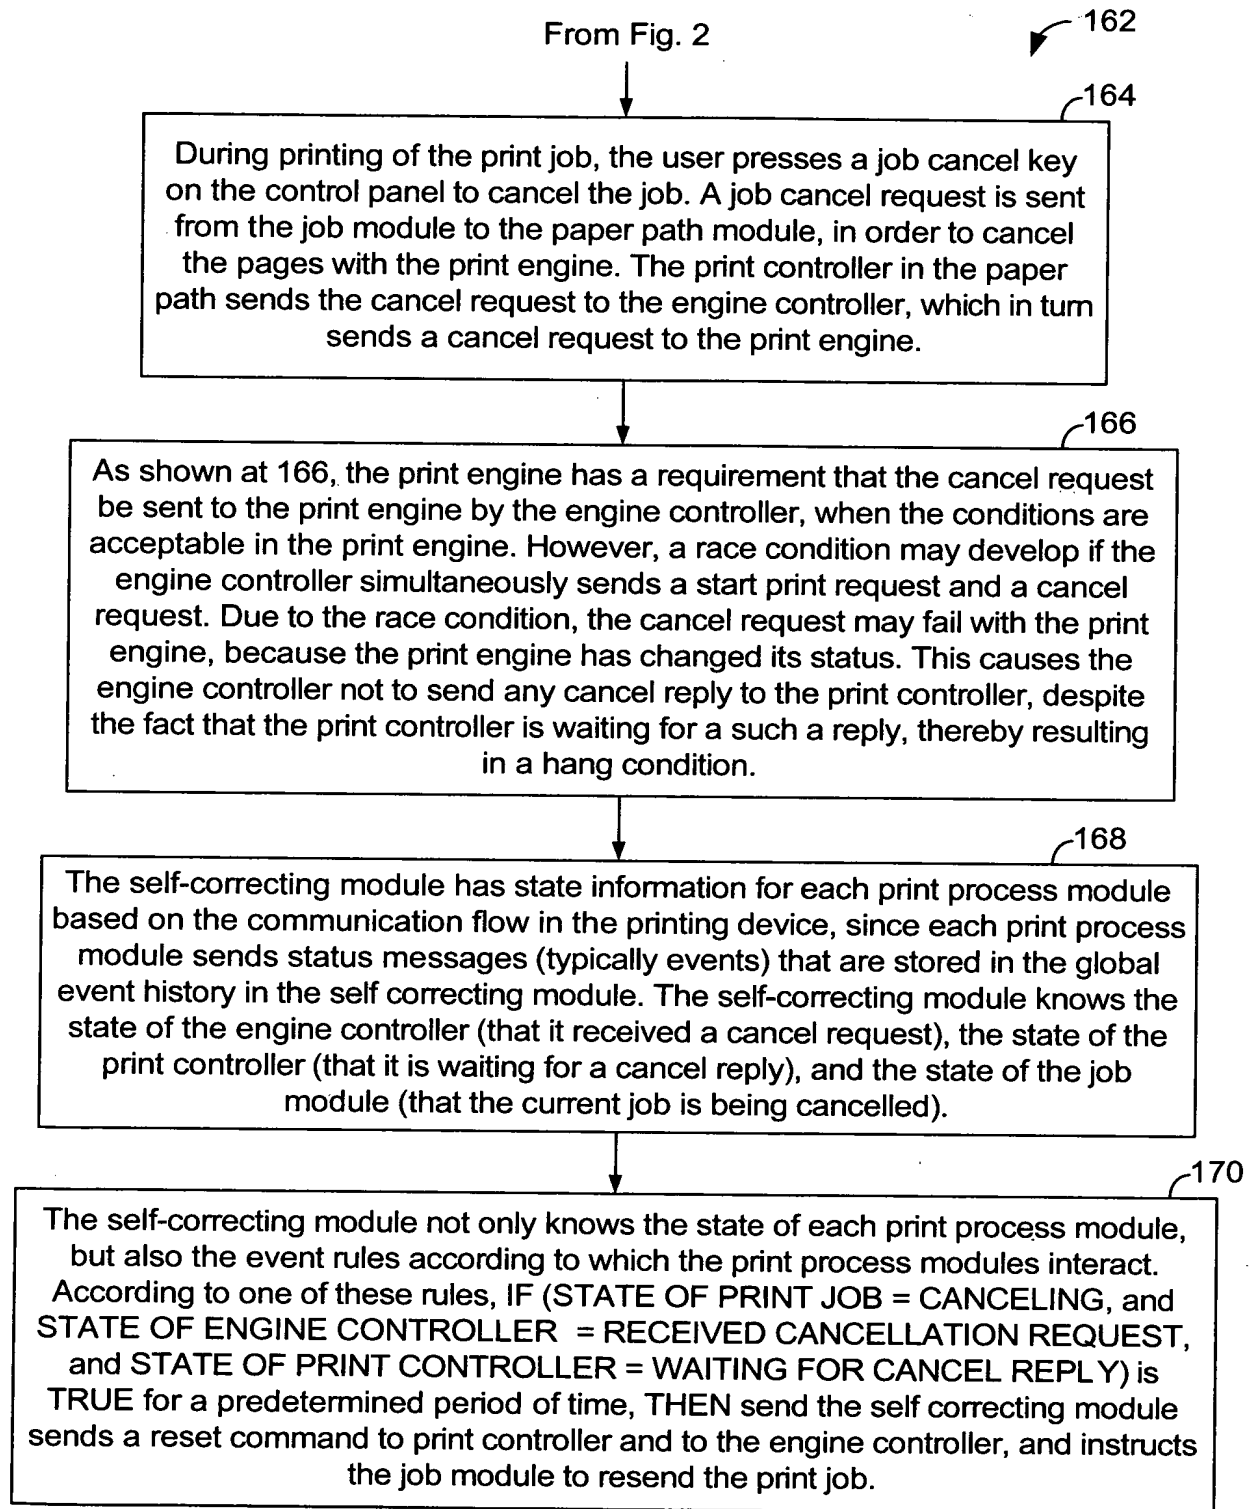 From Fig. 2
162
164
During printing of the print job, the user presses a job cancel key
on the control panel to cancel the job. A job cancel request is sent
from the job module to the paper path module, in order to cancel
the pages with the print engine. The print controller in the paper
path sends the cancel request to the engine controller, which in turn
sends a cancel request to the print engine.
166
As shown at 166, the print engine has a requirement that the cancel request
be sent to the print engine by the engine controller, when the conditions are
acceptable in the print engine. However, a race condition may develop if the
engine controller simultaneously sends a start print request and a cancel
request. Due to the race condition, the cancel request may fail with the print
engine, because the print engine has changed its status. This causes the
engine controller not to send any cancel reply to the print controller, despite
the fact that the print controller is waiting for a such a reply, thereby resulting
in a hang condition.
168
The self-correcting module has state information for each print process module
based on the communication flow in the printing device, since each print process
module sends status messages (typically events) that are stored in the global
event history in the self correcting module. The self-correcting module knows the
state of the engine controller (that it received a cancel request), the state of the
print controller (that it is waiting for a cancel reply), and the state of the job
module (that the current job is being cancelled).
170
The self-correcting module not only knows the state of each print process module,
but also the event rules according to which the print process modules interact.
According to one of these rules, IF (STATE OF PRINT JOB = CANCELING, and
STATE OF ENGINE CONTROLLER = RECEIVED CANCELLATION REQUEST,
and STATE OF PRINT CONTROLLER = WAITING FOR CANCEL REPLY) is
TRUE for a predetermined period of time, THEN send the self correcting module
sends a reset command to print controller and to the engine controller, and instructs
the job module to resend the print job.